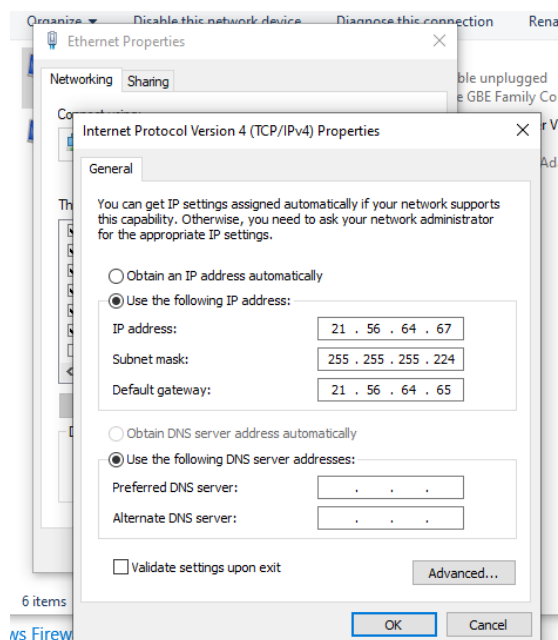 Organize Disable this network device Diagnose this connection Rena
Ethernet Properties
Networking Sharing
ble unplugged
e GBE Family Co
r V
Ad
Internet Protocol Version 4 (TCP/IPv4) Properties
General
You can get IP settings assigned automatically if your network supports
this capability. Otherwise, you need to ask your network administrator
for the appropriate IP settings.
Obtain an IP address automatically
Use the following IP address:
IP address: 21 . 56 . 64 . 67
Subnet mask: 255 . 255 . 255 . 224
Default gateway: 21 . 56 . 64 . 65
Obtain DNS server address automatically
Use the following DNS server addresses:
Preferred DNS server: . . .
Alternate DNS server: . . .
Validate settings upon exit
Advanced...
OK Cancel
6 items
ws Firew